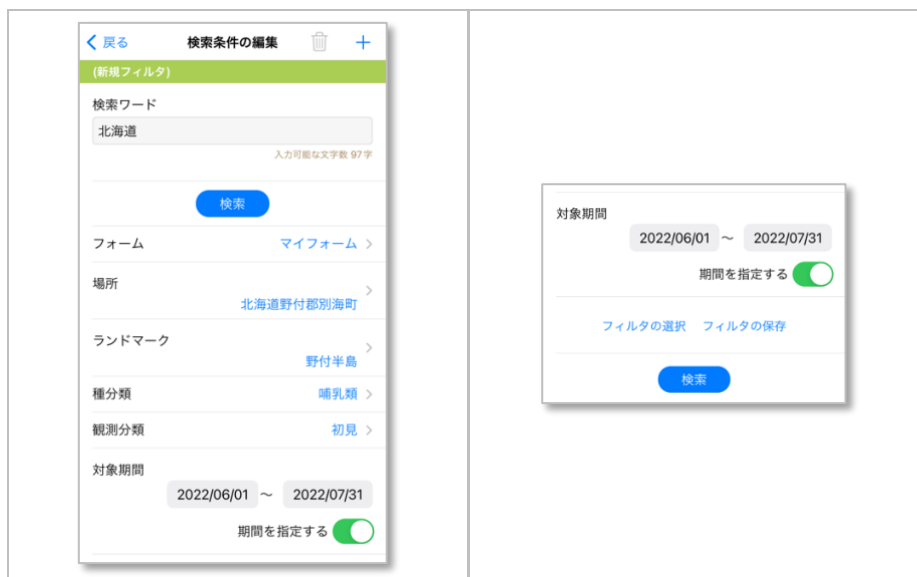 戻る 検索条件の編集
(新規フィルタ)
検索ワード
北海道
入力可能な文字数 97字
検索
フォーム マイフォーム
場所
北海道野付郡別海町
ランドマーク
野付半島
種分類 哺乳類
観測分類 初見
対象期間
2022/06/01 ～ 2022/07/31
期間を指定する
対象期間
2022/06/01 ～ 2022/07/31
期間を指定する
フィルタの選択 フィルタの保存
検索